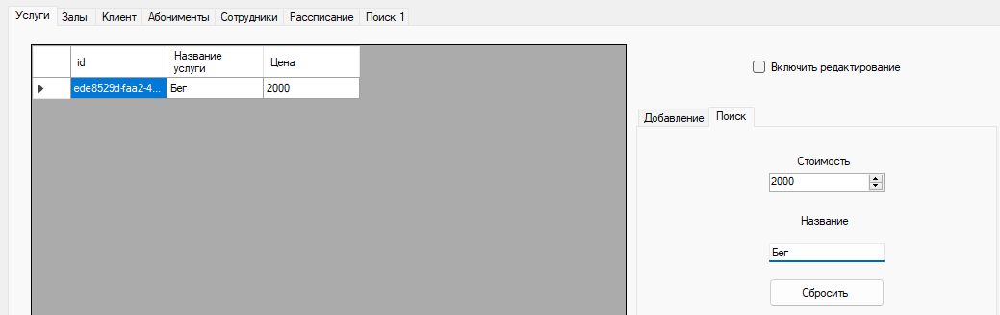 Услуги Залы Клиент Абонименты Сотрудники Рассписание Поиск 1
id Название услуги Цена
ede8529d-faa2-4... Бег 2000
Включить редактирование
Добавление Поиск
Стоимость
2000
Название
Бег
Сбросить